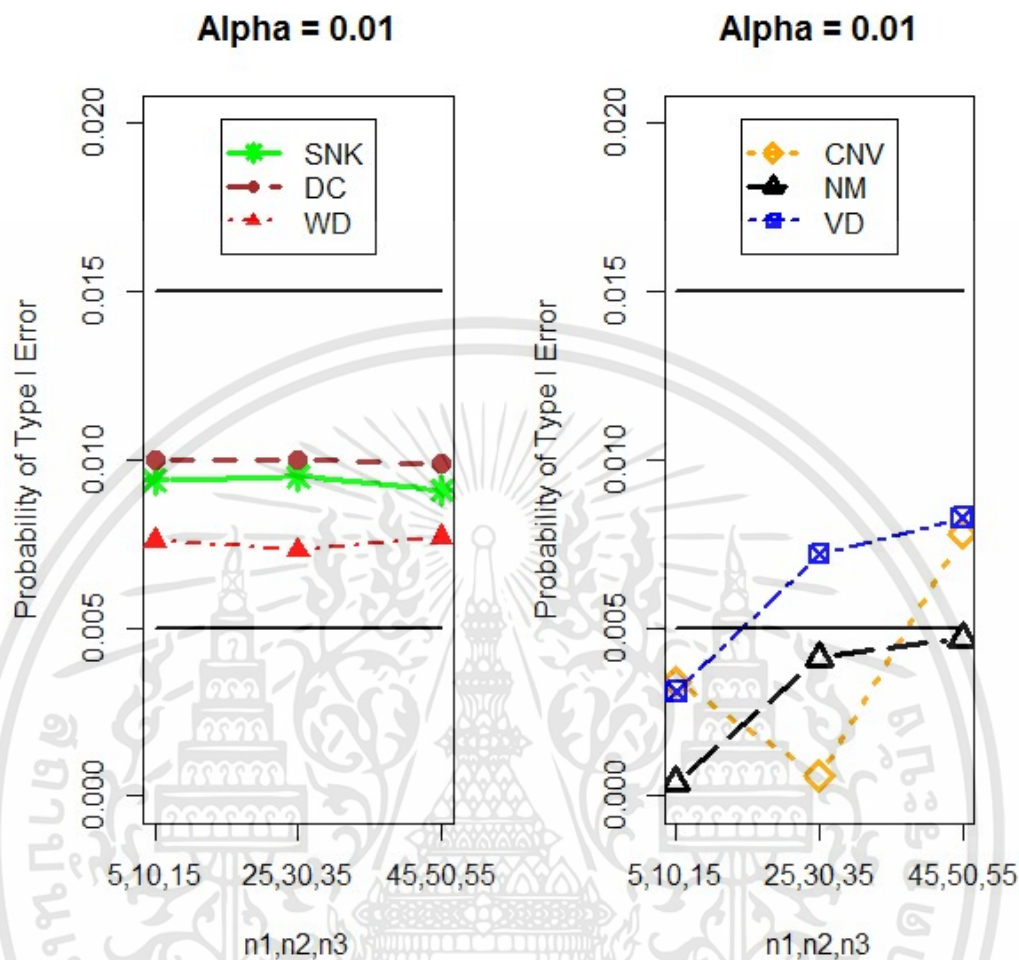 Alpha = 0.01
Probability of Type I Error
0.020
0.015
0.010
0.005
0.000
SNK
DC
WD
5,10,15
25,30,35
45,50,55
n1,n2,n3
Alpha = 0.01
Probability of Type I Error
0.020
0.015
0.010
0.005
0.000
CNV
NM
VD
5,10,15
25,30,35
45,50,55
n1,n2,n3